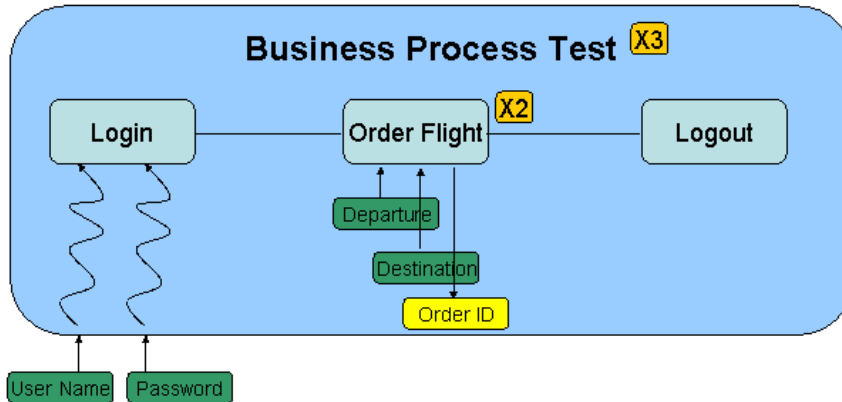 Business Process Test X3
Login
Order Flight
X2
Logout
Departure
Destination
Order ID
User Name
Password